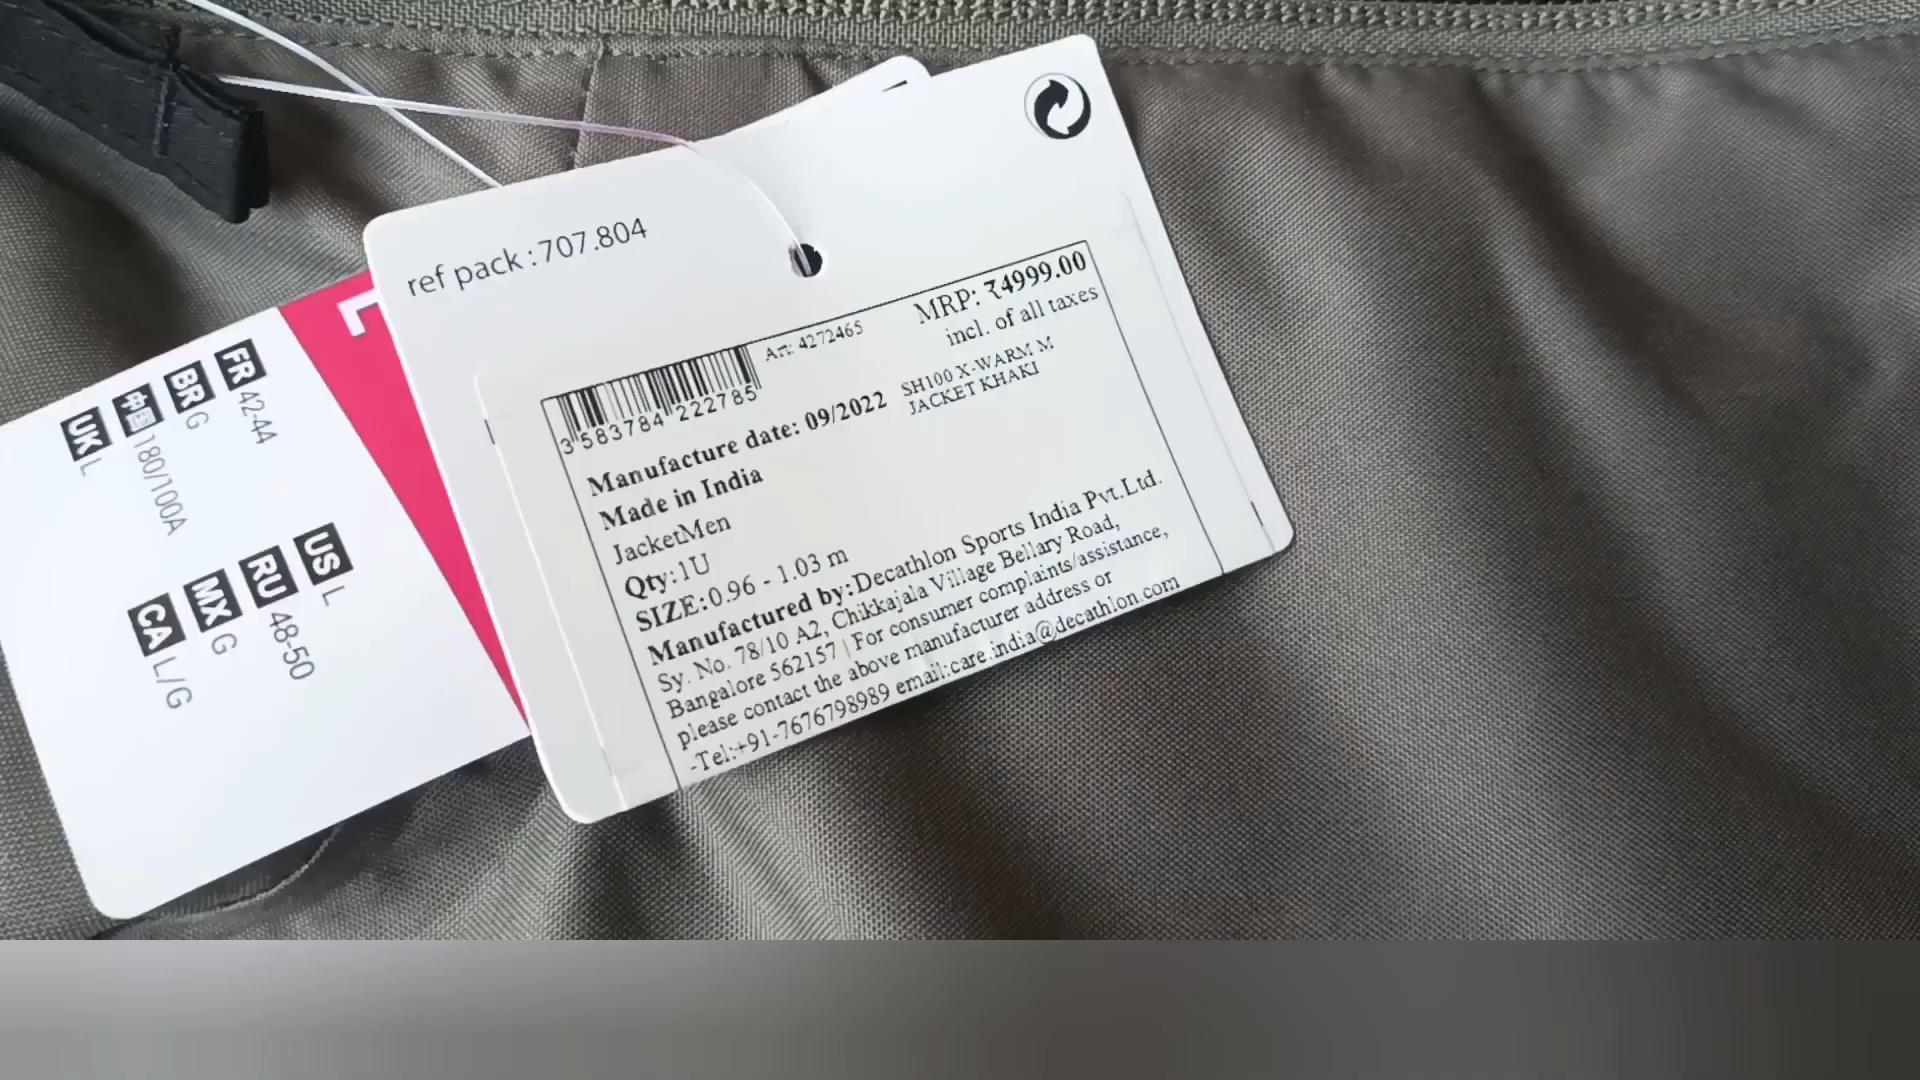 ref pack : 707.804
MRP: ₹4999.00
incl. of all taxes
Art: 4272465
SH100 X-WARM M
JACKET KHAKI
3 583784 222785
Manufacture date: 09/2022
Made in India
JacketMen
Qty:1U
SIZE:0.96 - 1.03 m
Manufactured by:Decathlon Sports India Pvt.Ltd.
Sy. No. 78/10 A2, Chikkajala Village Bellary Road,
Bangalore 562157 | For consumer complaints/assistance,
please contact the above manufacturer address or
-Tel:+91-7676798989 email:care.india@decathlon.com
L
FR 42-44
BR G
中国 180/100A
UK L
US L
RU 48-50
MX G
CA L/G